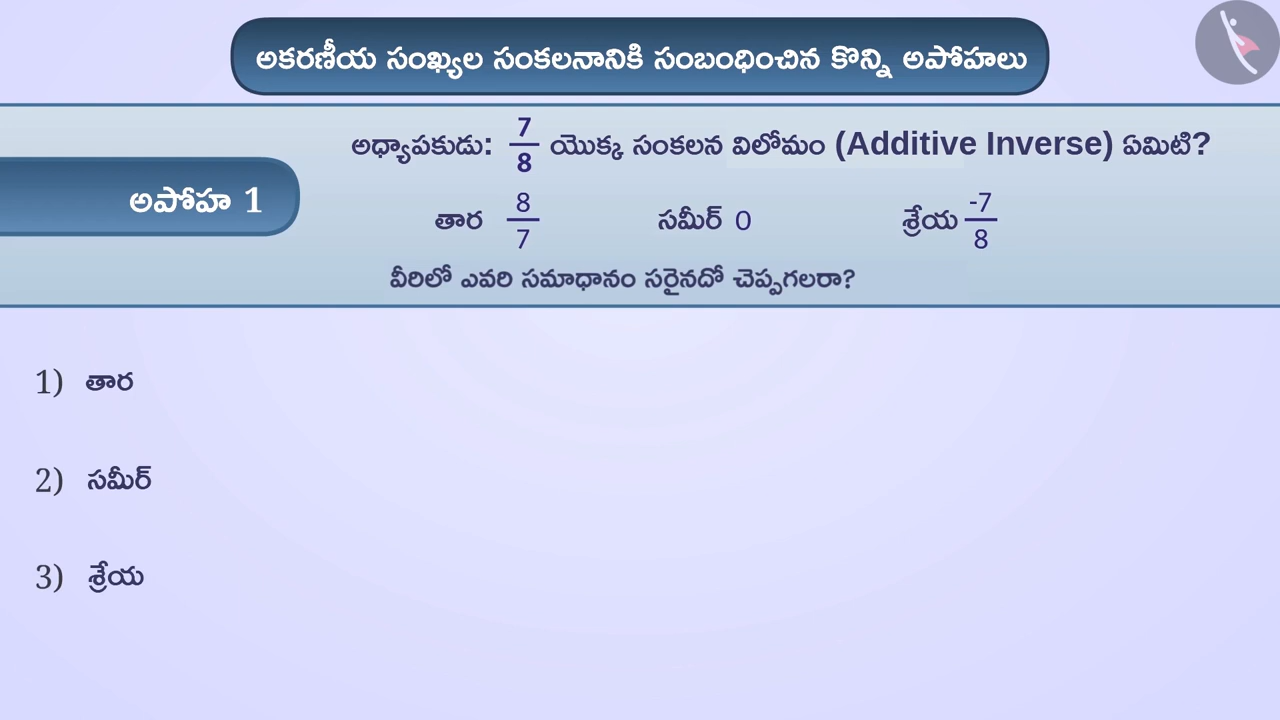 అకరణీయ సంఖ్యల సంకలనానికి సంబంధించిన కొన్ని అపోహలు
అధ్యాపకుడు: 7/8 యొక్క సంకలన విలోమం (Additive Inverse) ఏమిటి?
అపోహ 1
తార 8/7 సమీర్ 0 శ్రేయ -7/8
వీరిలో ఎవరి సమాధానం సరైనదో చెప్పగలరా?
1) తార
2) సమీర్
3) శ్రేయ